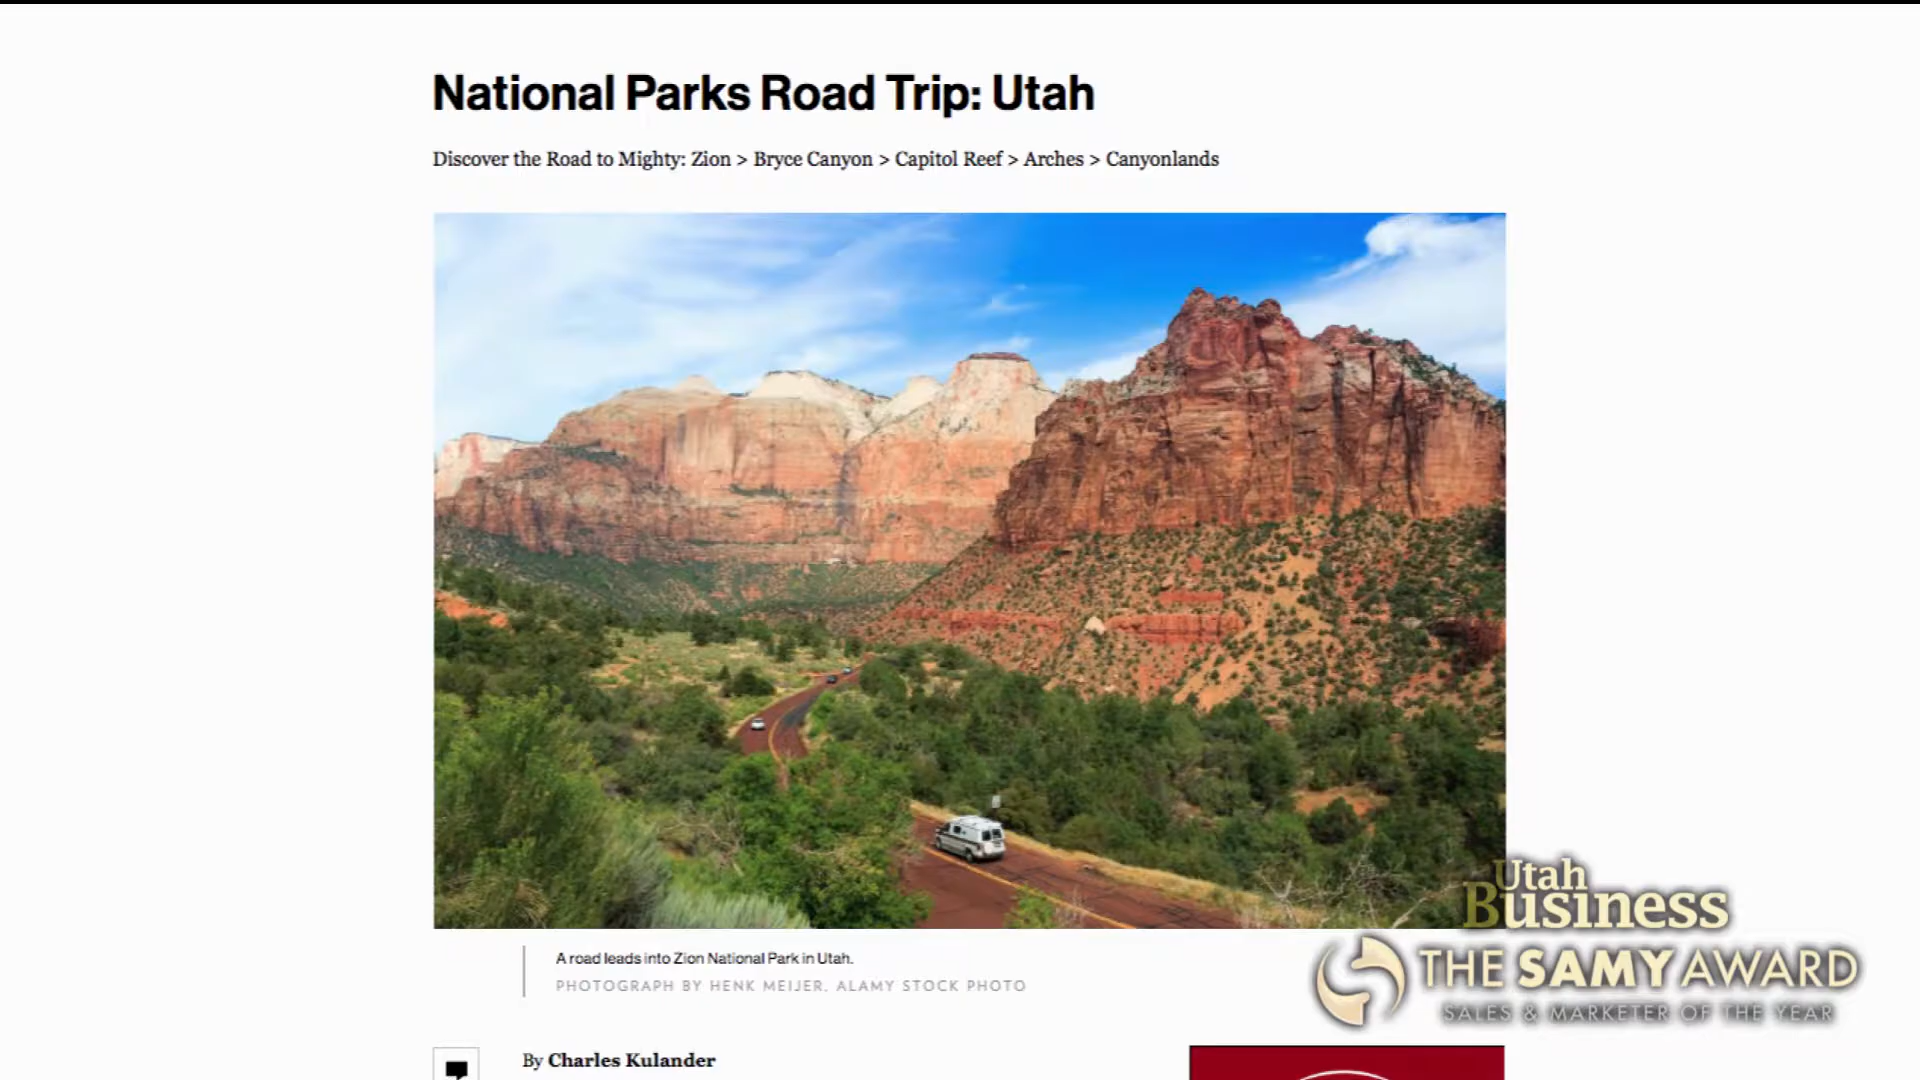 National Parks Road Trip: Utah
Discover the Road to Mighty: Zion > Bryce Canyon > Capitol Reef > Arches > Canyonlands
A road leads into Zion National Park in Utah.
PHOTOGRAPH BY HENK MEIJER, ALAMY STOCK PHOTO
By Charles Kulander
Utah
Business
THE SAMY AWARD
SALES & MARKETER OF THE YEAR